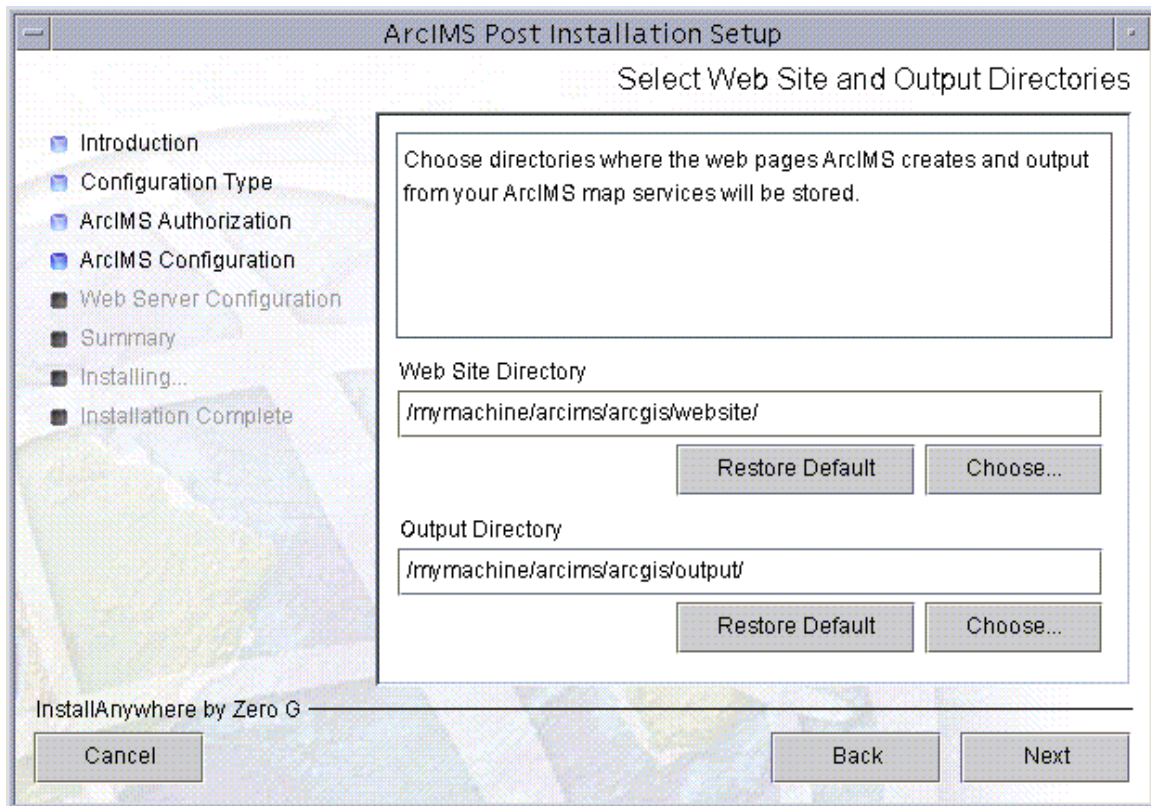 ArcIMS Post Installation Setup
Select Web Site and Output Directories
Introduction
Configuration Type
ArcIMS Authorization
ArcIMS Configuration
Web Server Configuration
Summary
Installing...
Installation Complete
Choose directories where the web pages ArcIMS creates and output
from your ArcIMS map services will be stored.
Web Site Directory
/mymachine/arcims/arcgis/website/
Restore Default
Choose...
Output Directory
/mymachine/arcims/arcgis/output/
Restore Default
Choose...
InstallAnywhere by Zero G
Cancel
Back
Next